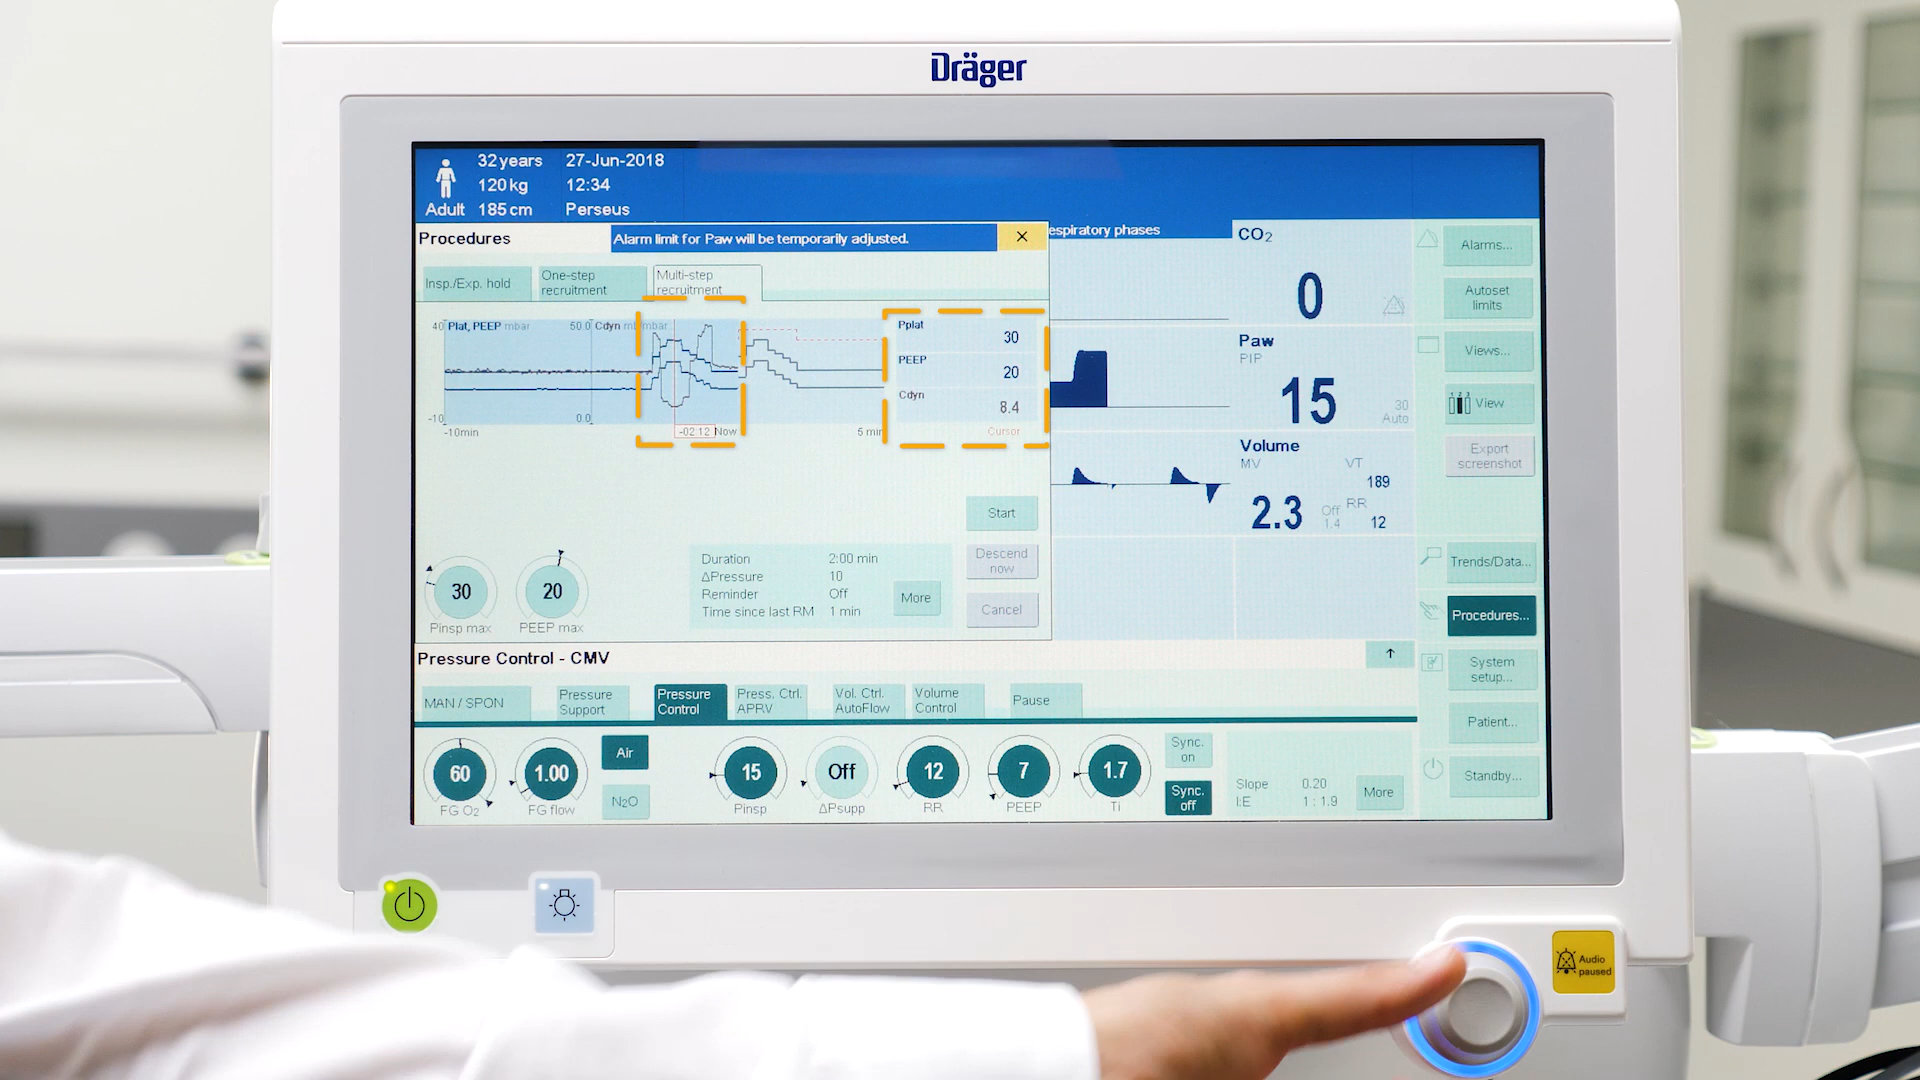 Dräger
32 years 27-Jun-2018
120 kg 12:34
Adult 185 cm Perseus
Procedures
Alarm limit for Paw will be temporarily adjusted.
×
espiratory phases
Insp./Exp. hold
One-step
recruitment
Multi-step
recruitment
40 Plat, PEEP mbar
50.0 Cdyn
mbar
-10
0.0
-10min
-02:12 Now
5 min
Pplat
30
PEEP
20
Cdyn
8.4
Cursor
CO2
0
Paw
PIP
15
30
Auto
Volume
MV
VT
189
2.3
Off
1.4
RR
12
Alarms...
Autoset
limits
Views...
1 2 3
View
Export
screenshot
Trends/Data...
Procedures...
System
setup...
Patient...
Standby...
Start
Descend
now
Cancel
30
Pinsp max
20
PEEP max
Duration 2:00 min
ΔPressure 10
Reminder Off
Time since last RM 1 min
More
Pressure Control - CMV
MAN / SPON
Pressure
Support
Pressure
Control
Press. Ctrl.
APRV
Vol. Ctrl.
AutoFlow
Volume
Control
Pause
60
FG O2
1.00
FG flow
Air
N2O
15
Pinsp
Off
ΔPsupp
12
RR
7
PEEP
1.7
Ti
Sync.
on
Sync.
off
Slope 0.20
I:E 1 : 1.9
More
Audio
paused